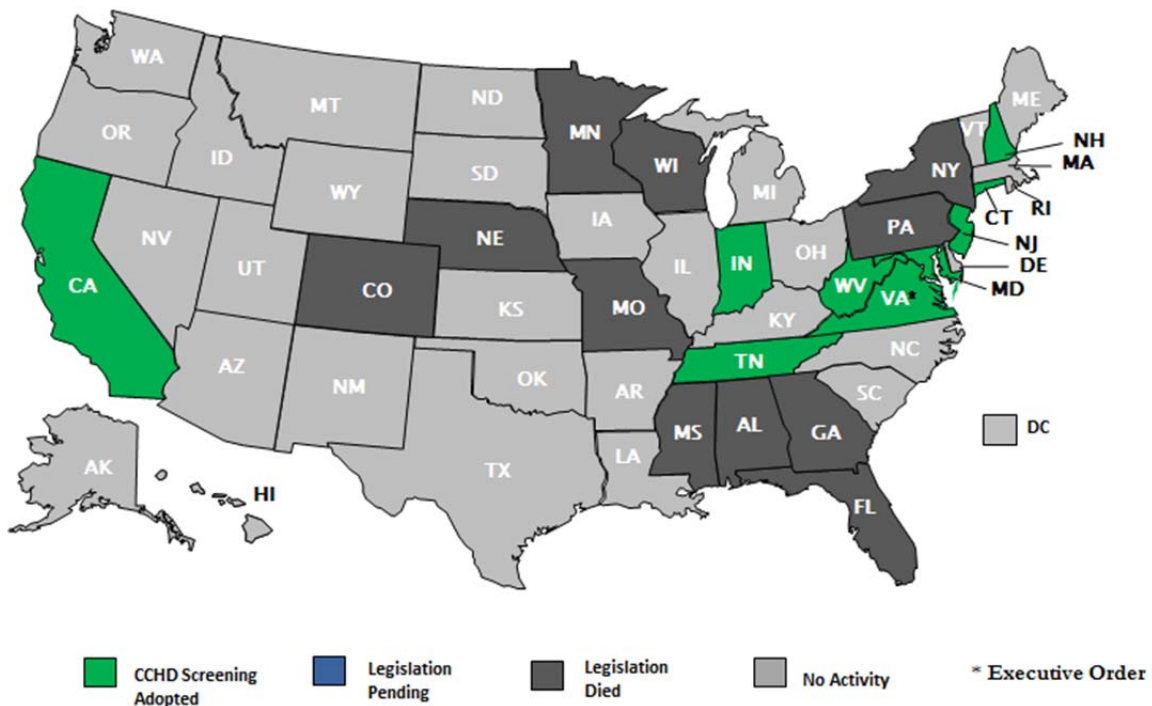 WA
MT
ND
MN
ME
VT
NH
MA
OR
ID
SD
WI
NY
MI
WY
RI
CT
IA
PA
NE
NJ
NV
OH
IN
IL
DE
UT
CA
CO
WV
MD
VA*
KS
MO
KY
NC
TN
AZ
OK
NM
AR
SC
DC
MS
AL
GA
LA
AK
TX
HI
FL
CCHD Screening
Adopted
Legislation
Pending
Legislation
Died
No Activity
* Executive Order